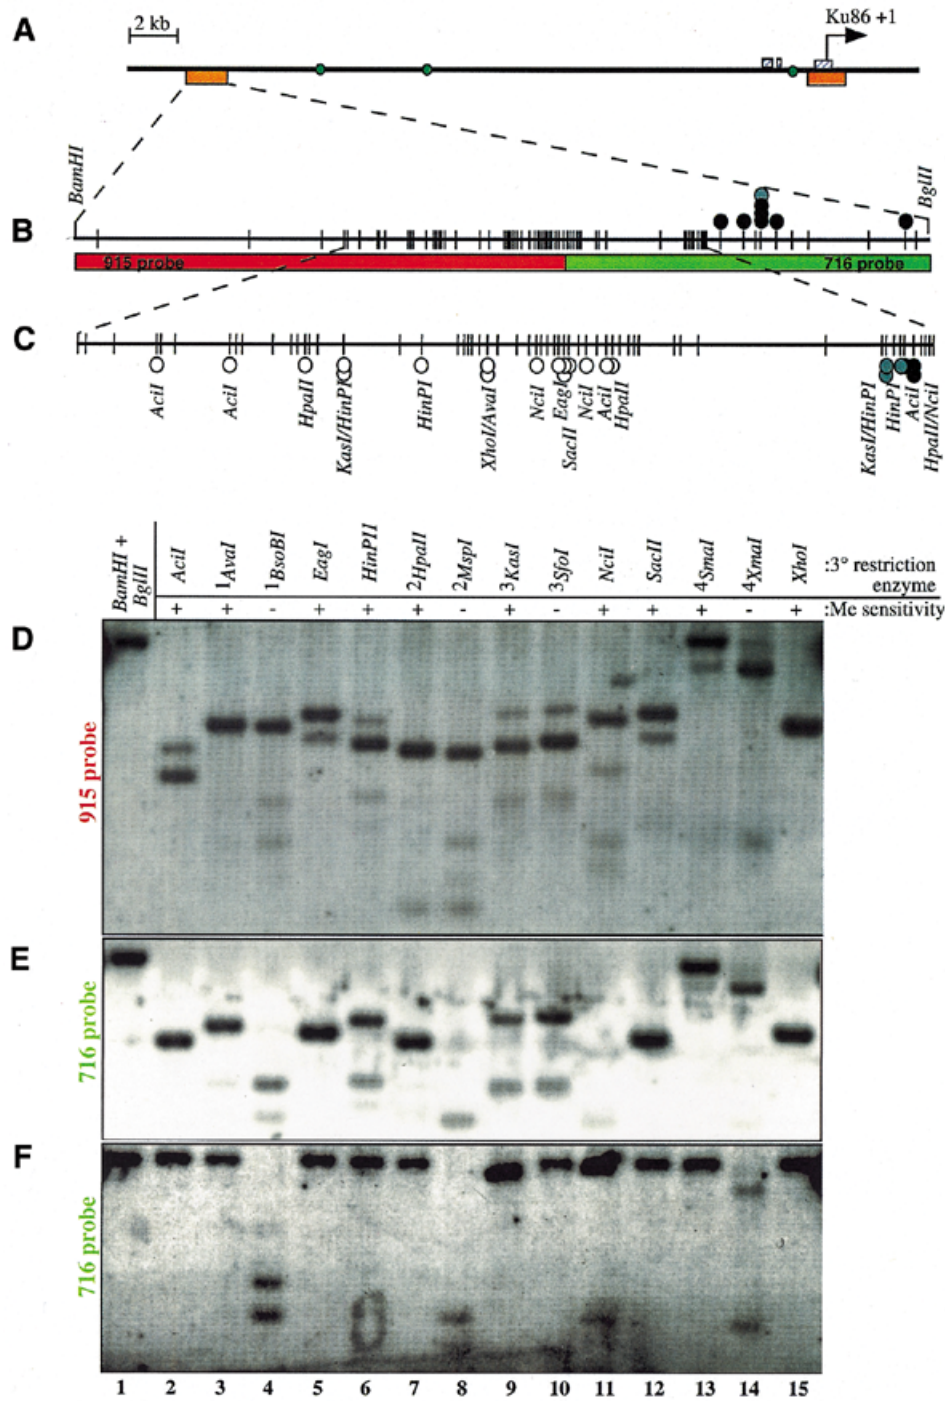 A
2 kb
Ku86 +1
BamHI
BglII
B
915 probe
716 probe
C
AciI
AciI
HpaII
KasI/HinPI
HinPI
XhoI/AvaI
NciI
EagI
SacII
NciI
AciI
HpaII
KasI/HinPI
HinPI
AciI
HpaII/NciI
BamHI +
BglII
AciI
1AvaI
1BsoBI
EagI
HinPII
2HpaII
2MspI
3KasI
3SfoI
NciI
SacII
4SmaI
4XmaI
XhoI
:3° restriction
enzyme
+ + - + + + - + - + + + - +
:Me sensitivity
D
915 probe
E
716 probe
F
716 probe
1 2 3 4 5 6 7 8 9 10 11 12 13 14 15